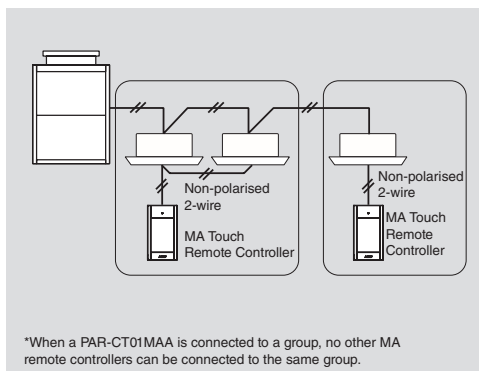 Non-polarised
2-wire
MA Touch
Remote Controller
Non-polarised
2-wire
MA Touch
Remote
Controller
*When a PAR-CT01MAA is connected to a group, no other MA
remote controllers can be connected to the same group.